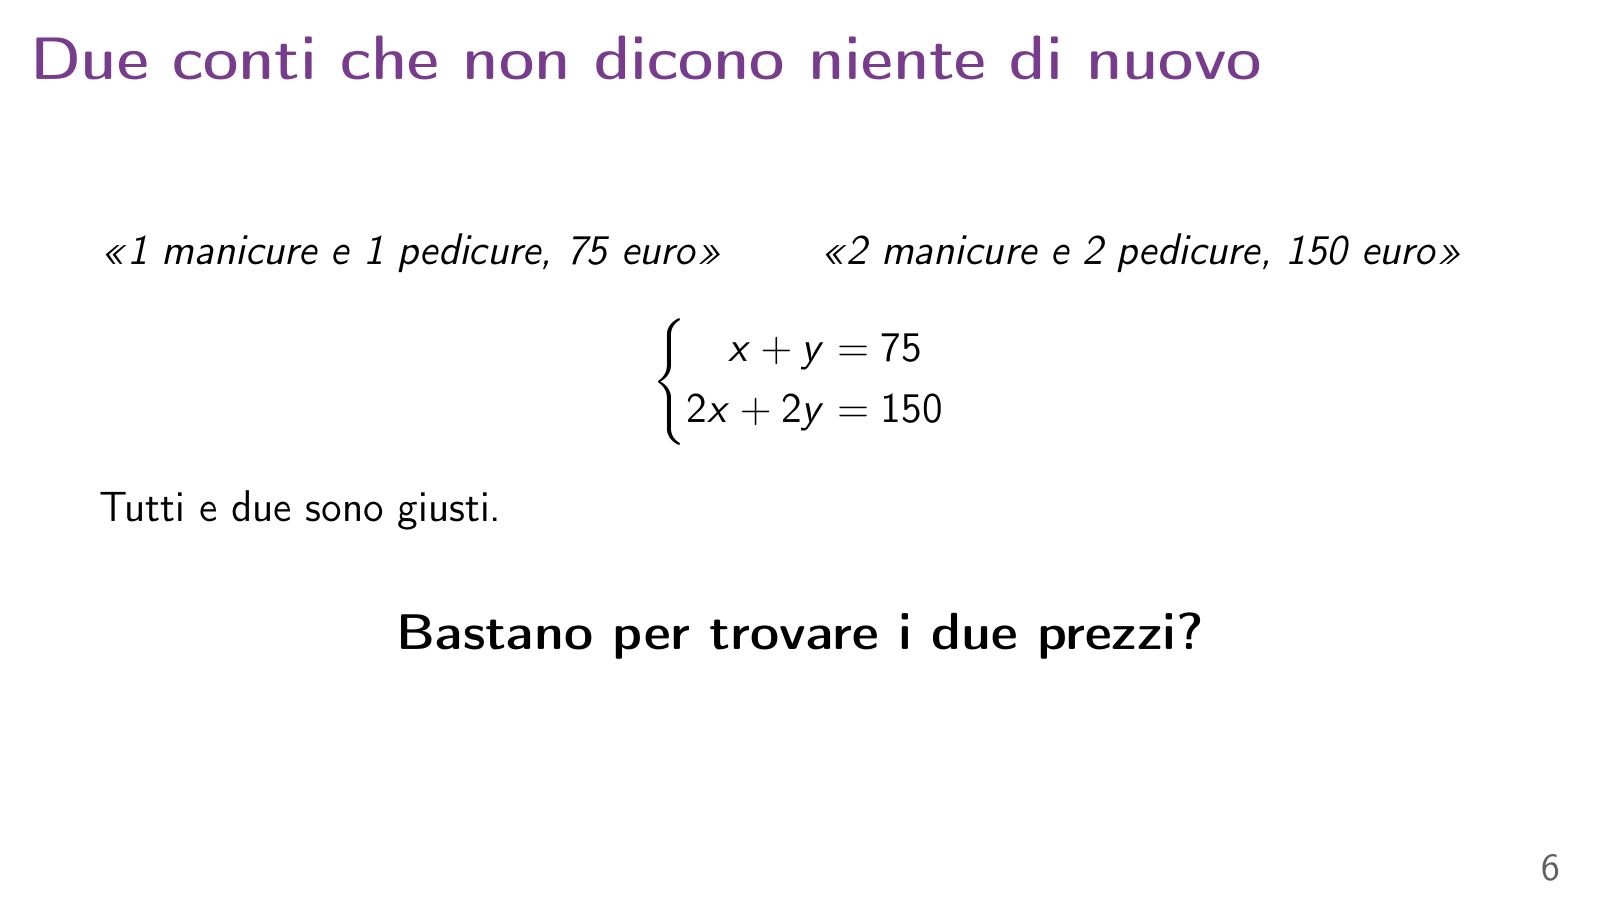 Due conti che non dicono niente di nuovo
«1 manicure e 1 pedicure, 75 euro» «2 manicure e 2 pedicure, 150 euro»
x + y = 75
2x + 2y = 150
Tutti e due sono giusti.
Bastano per trovare i due prezzi?
6